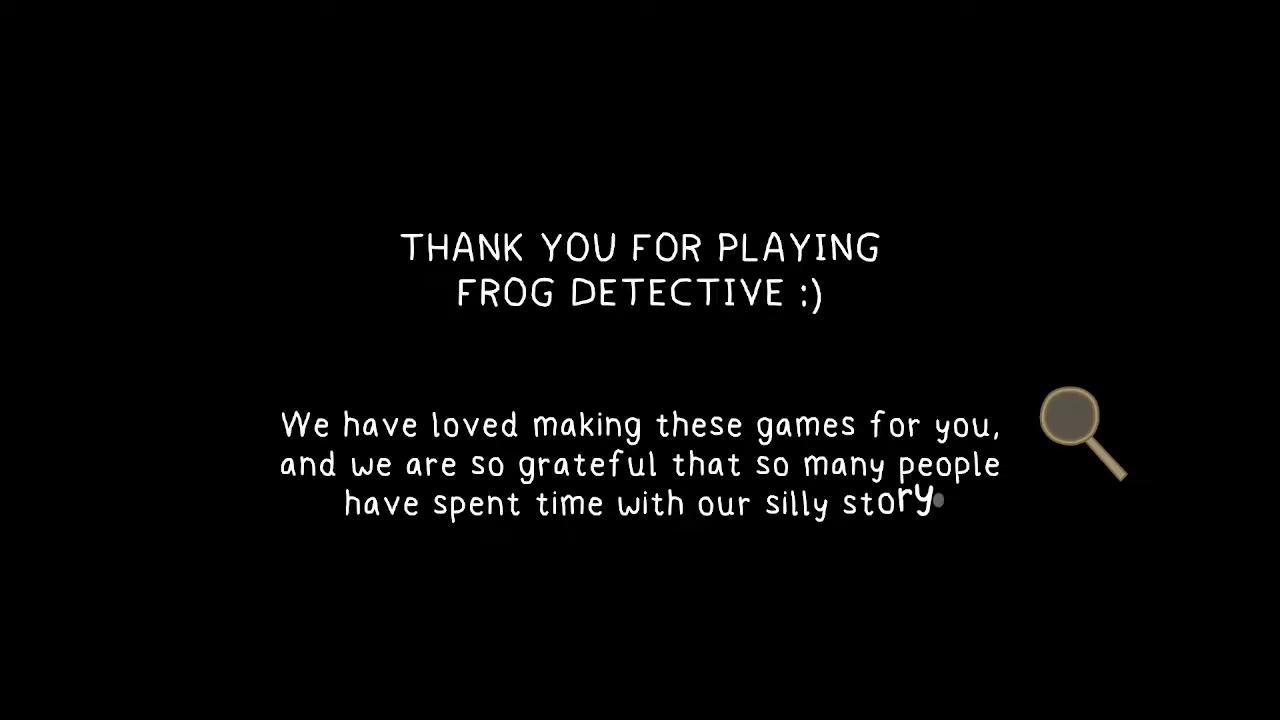 THANK YOU FOR PLAYING
FROG DETECTIVE :)
We have loved making these games for you,
and we are so grateful that so many people
have spent time with our silly story